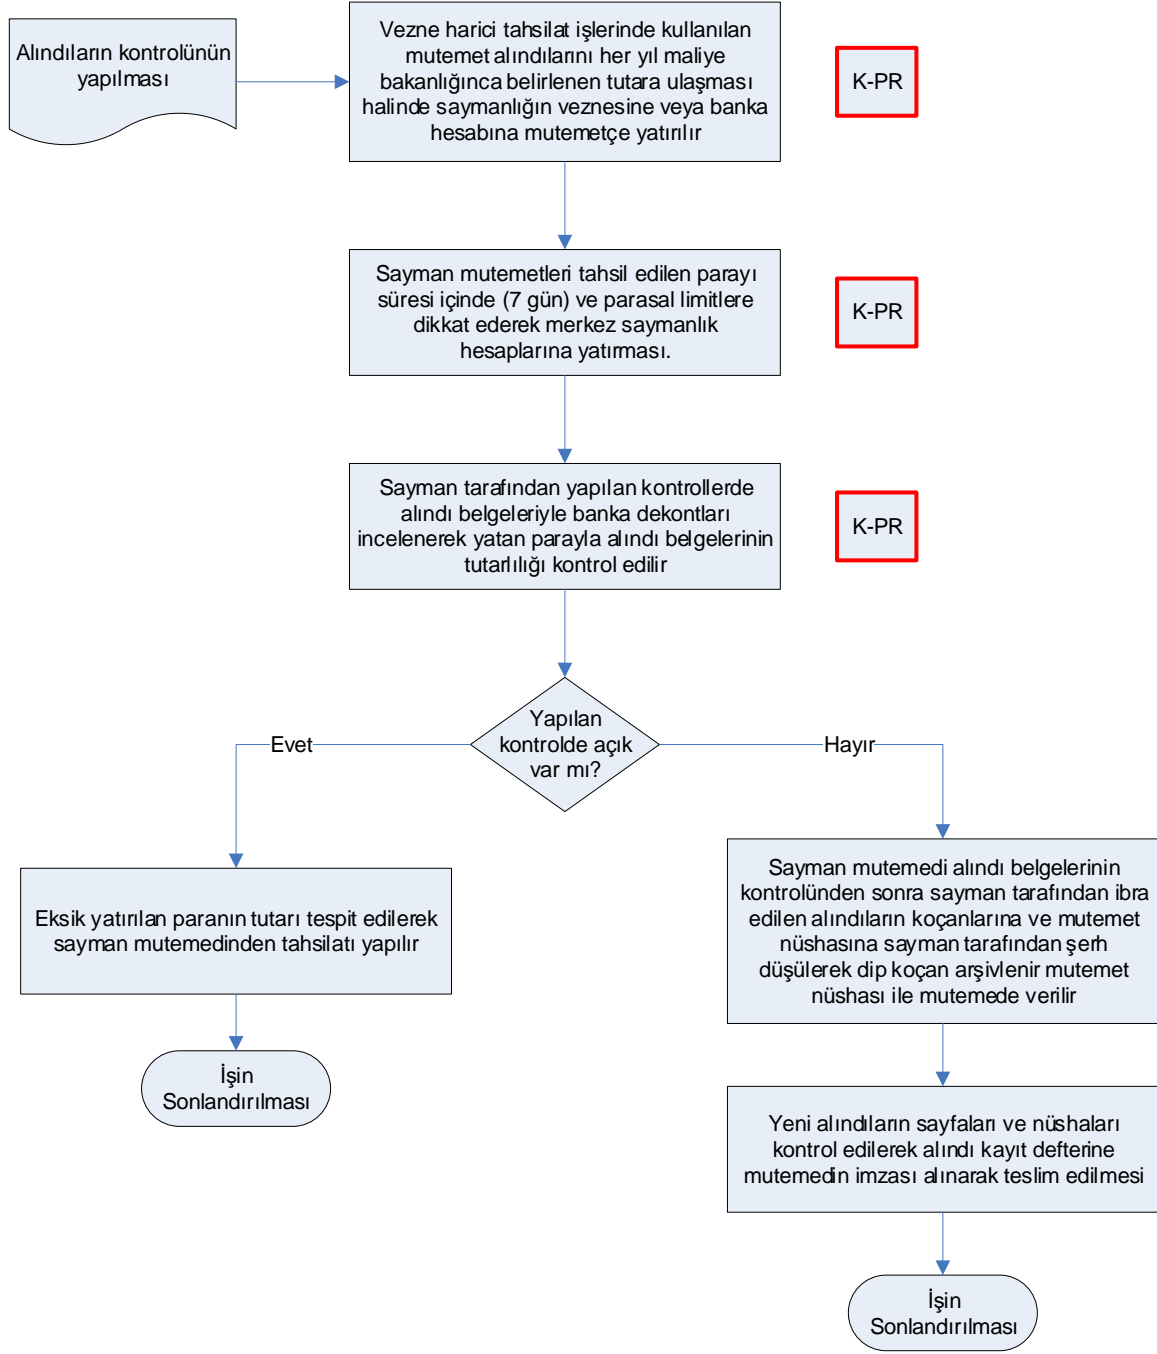 Alındıların kontrolünün
yapılması
Vezne harici tahsilat işlerinde kullanılan
mutemet alındılarını her yıl maliye
bakanlığınca belirlenen tutara ulaşması
halinde saymanlığın veznesine veya banka
hesabına mutemetçe yatırılır
K-PR
Sayman mutemetleri tahsil edilen parayı
süresi içinde (7 gün) ve parasal limitlere
dikkat ederek merkez saymanlık
hesaplarına yatırması.
K-PR
Sayman tarafından yapılan kontrollerde
alındı belgeleriyle banka dekontları
incelenerek yatan parayla alındı belgelerinin
tutarlılığı kontrol edilir
K-PR
Yapılan
kontrolde açık
var mı?
Evet
Hayır
Eksik yatırılan paranın tutarı tespit edilerek
sayman mutemedinden tahsilatı yapılır
İşin
Sonlandırılması
Sayman mutemedi alındı belgelerinin
kontrolünden sonra sayman tarafından ibra
edilen alındıların koçanlarına ve mutemet
nüshasına sayman tarafından şerh
düşülerek dip koçan arşivlenir mutemet
nüshası ile mutemede verilir
Yeni alındıların sayfaları ve nüshaları
kontrol edilerek alındı kayıt defterine
mutemedin imzası alınarak teslim edilmesi
İşin
Sonlandırılması